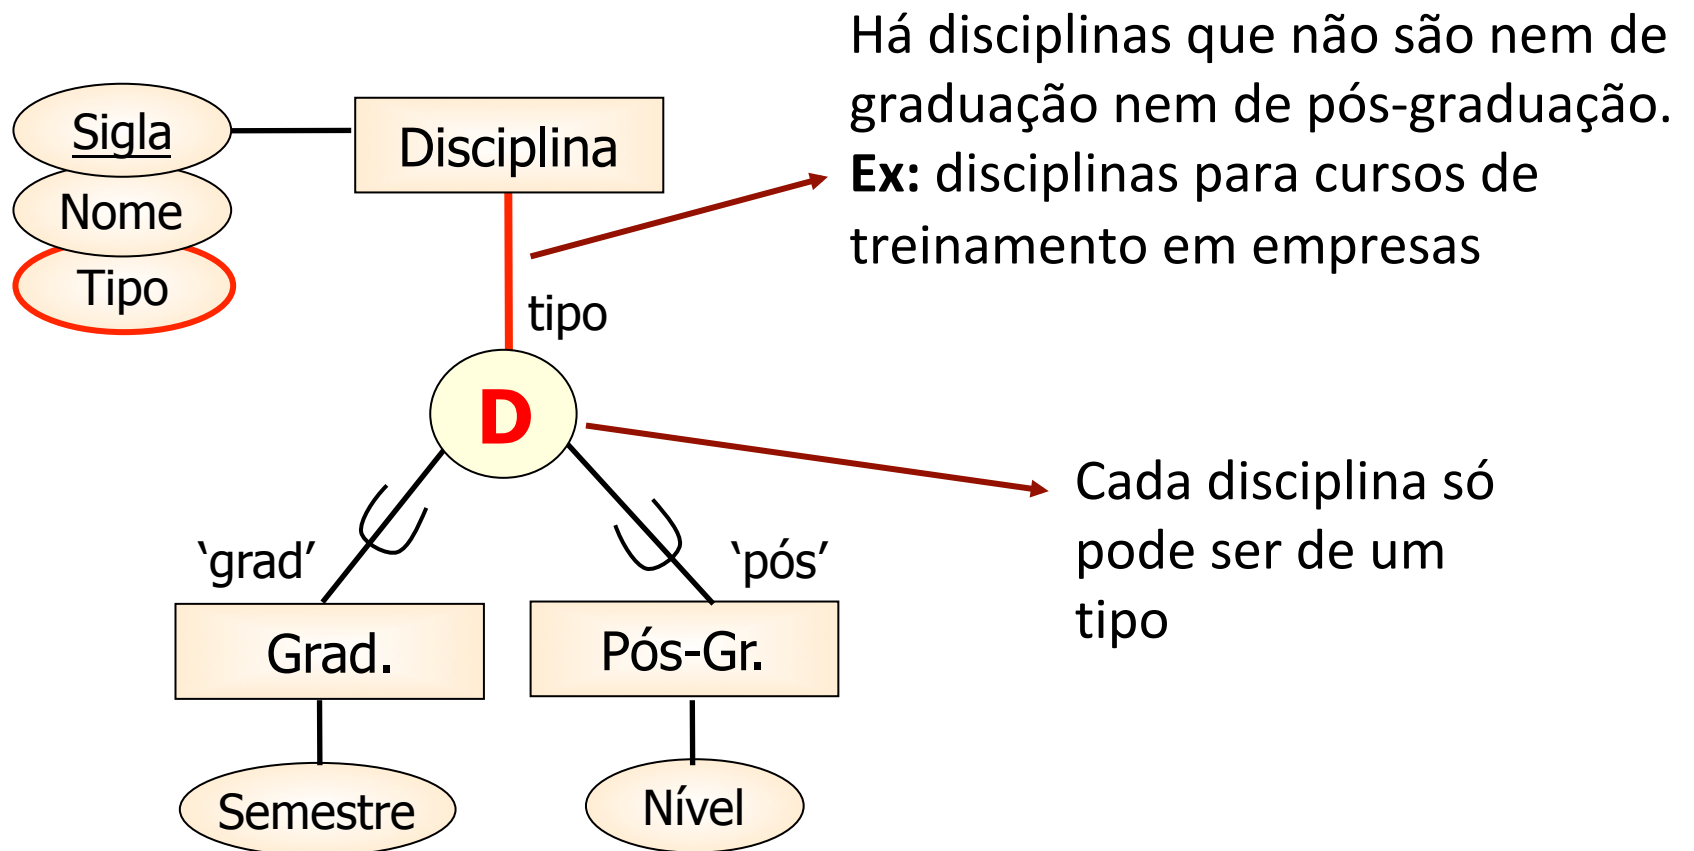 Há disciplinas que não são nem de
graduação nem de pós-graduação.
Ex: disciplinas para cursos de
treinamento em empresas
Sigla
Nome
Tipo
Disciplina
tipo
D
Cada disciplina só
pode ser de um
tipo
‘grad’
‘pós’
Grad.
Pós-Gr.
Semestre
Nível